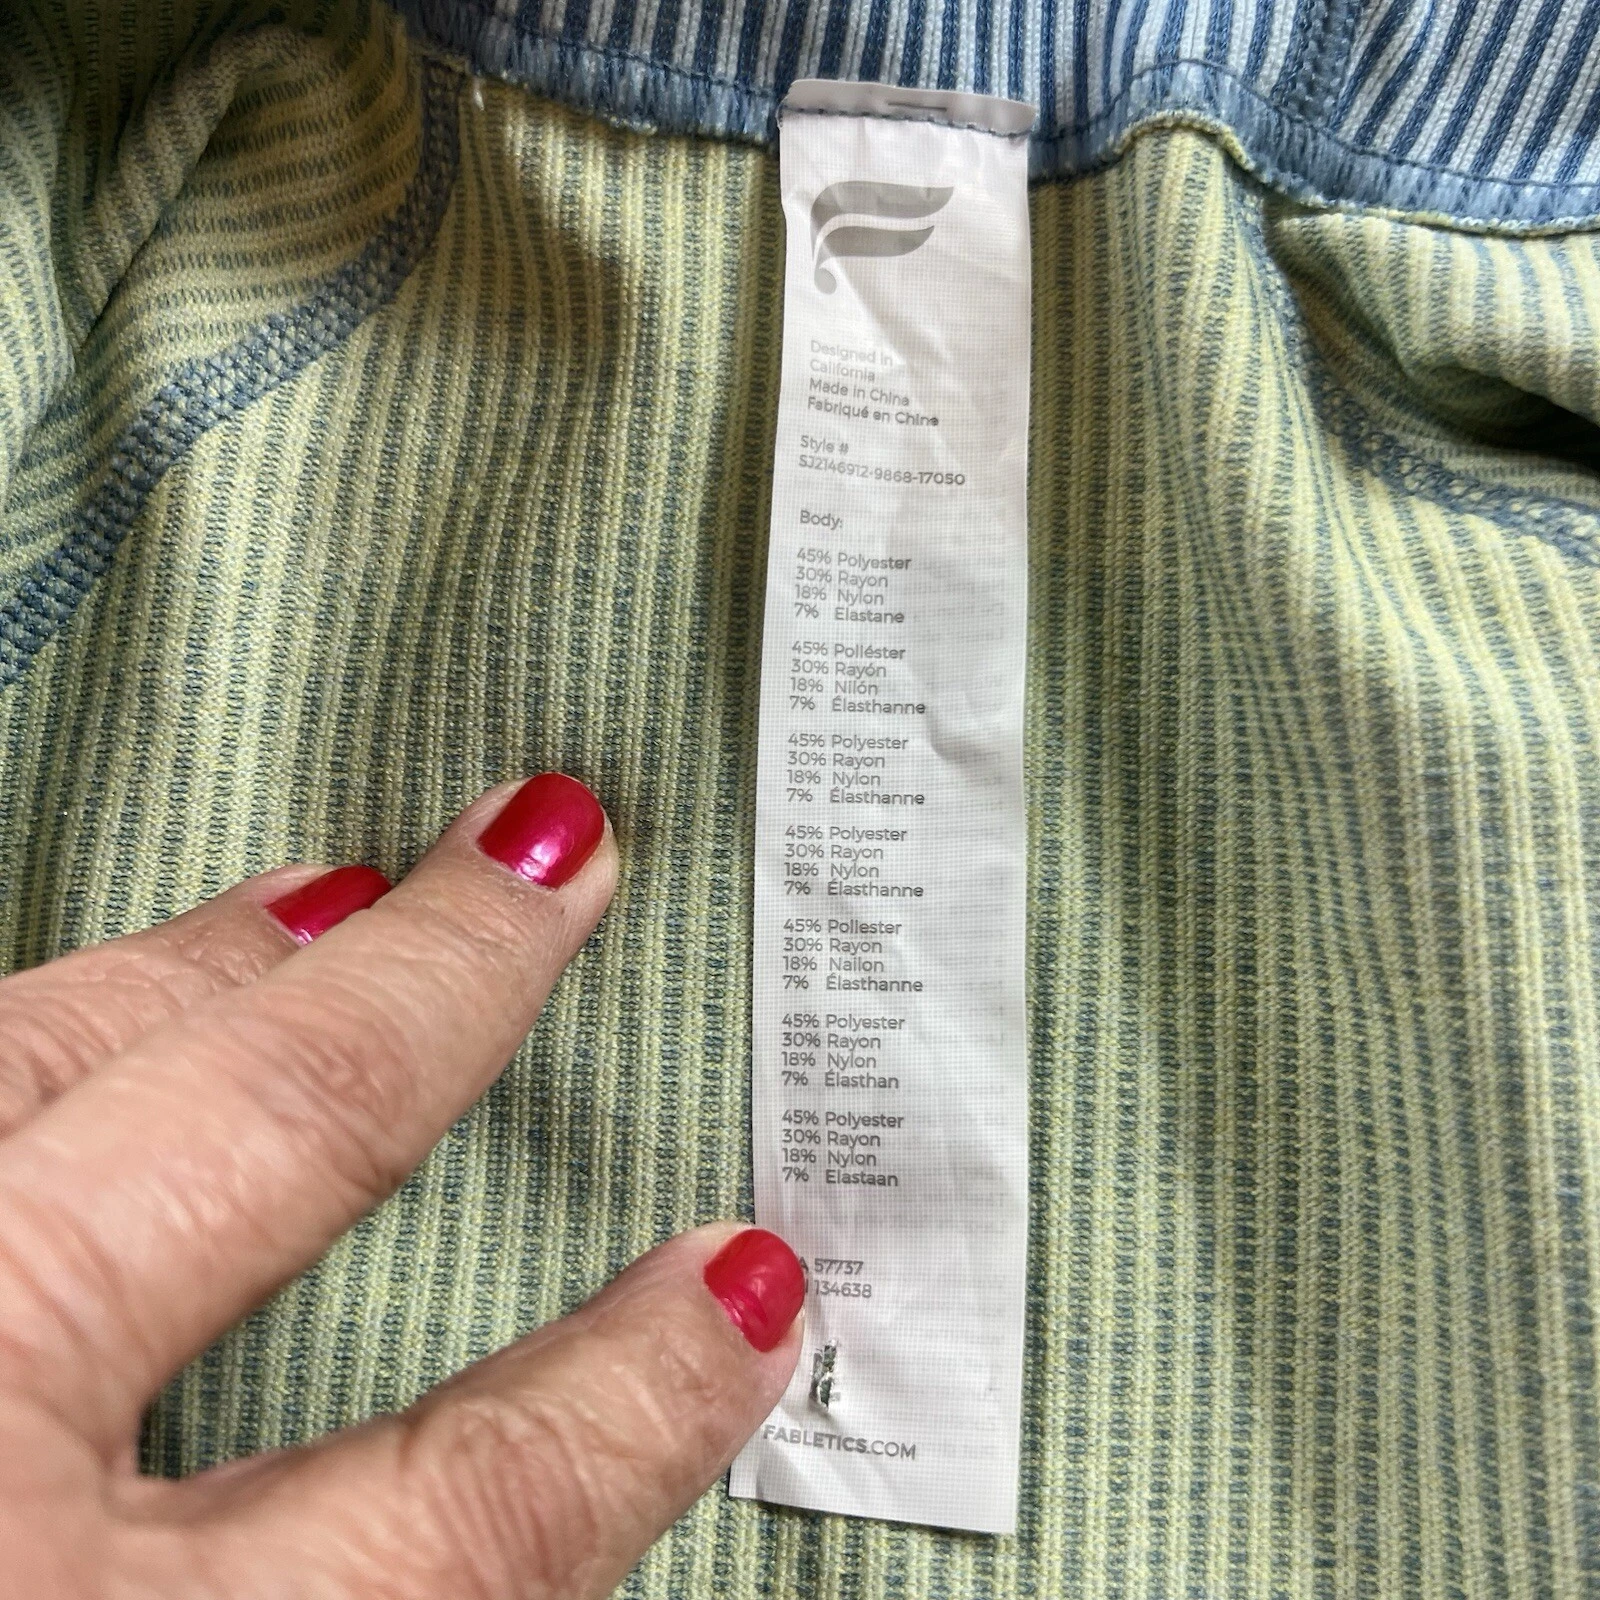 Designed in
California
Made in China
Fabriqué en Chine
Style #
SJ2146912-9868-17050
Body:
45% Polyester
30% Rayon
18% Nylon
7% Elastane
45% Poliéster
30% Rayón
18% Nilón
7% Élasthanne
45% Polyester
30% Rayon
18% Nylon
7% Élasthanne
45% Polyester
30% Rayon
18% Nylon
7% Élasthanne
45% Poliester
30% Rayon
18% Nailon
7% Élasthanne
45% Polyester
30% Rayon
18% Nylon
7% Élasthan
45% Polyester
30% Rayon
18% Nylon
7% Elastaan
57737
134638
FABLETICS.COM